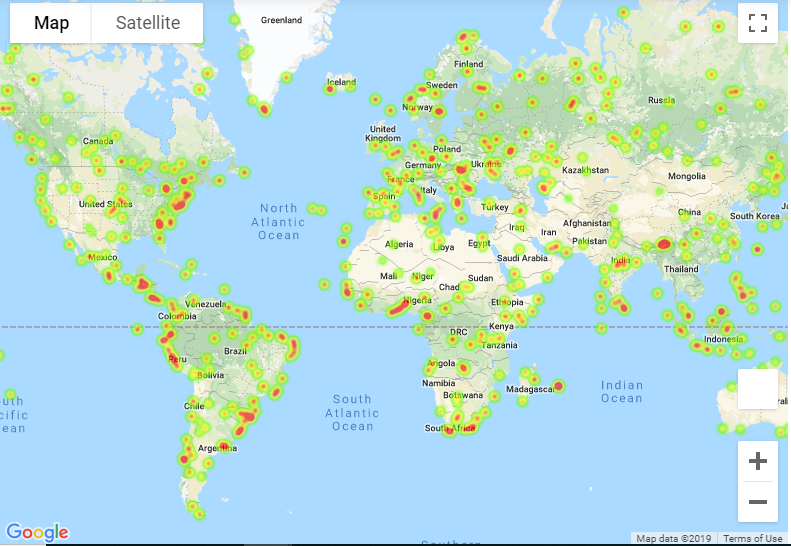 Map
Satellite
Greenland
Iceland
Finland
Sweden
Norway
Russia
Canada
United
Kingdom
Poland
Germany
Ukraine
France
Kazakhstan
Mongolia
Italy
Spain
United States
Turkey
China
South Korea
North
Atlantic
Ocean
Afghanistan
Iraq
Iran
Pakistan
Algeria
Libya
Egypt
Saudi Arabia
India
Mexico
Thailand
Mali
Niger
Chad
Sudan
Nigeria
Ethiopia
Venezuela
Colombia
Kenya
DRC
Tanzania
Indonesia
Brazil
Peru
Bolivia
Angola
Namibia
Botswana
Madagascar
Indian
Ocean
South
Atlantic
Ocean
Chile
South Africa
Argentina
Google
Map data ©2019
Terms of Use